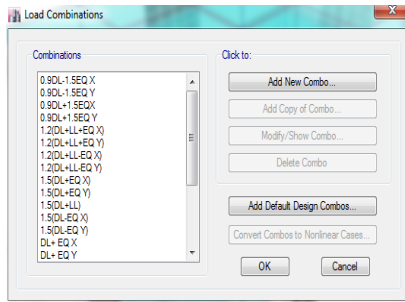 Load Combinations
Combinations
0.9DL-1.5EQ X
0.9DL-1.5EQ Y
0.9DL+1.5EQX
0.9DL+1.5EQ Y
1.2(DL+LL+EQ X)
1.2(DL+LL+EQ Y)
1.2(DL+LL-EQ X)
1.2(DL+LL-EQ Y)
1.5(DL+EQ X)
1.5(DL+EQ Y)
1.5(DL+LL)
1.5(DL-EQ X)
1.5(DL-EQ Y)
DL+ EQ X
DL+ EQ Y
Click to:
Add New Combo...
Add Copy of Combo...
Modify/Show Combo...
Delete Combo
Add Default Design Combos...
Convert Combos to Nonlinear Cases...
OK
Cancel